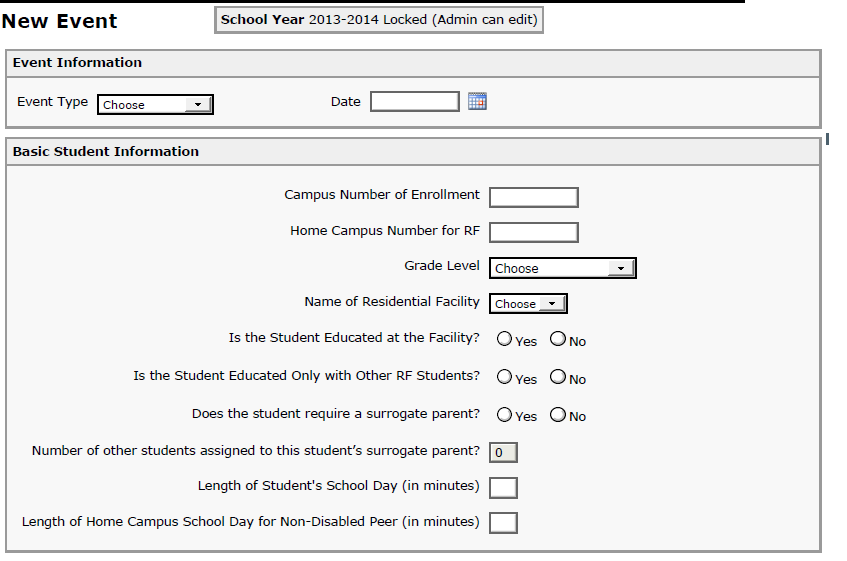 New Event
School Year 2013-2014 Locked (Admin can edit)
Event Information
Event Type Choose Date
Basic Student Information
Campus Number of Enrollment
Home Campus Number for RF
Grade Level Choose
Name of Residential Facility Choose
Is the Student Educated at the Facility? Yes No
Is the Student Educated Only with Other RF Students? Yes No
Does the student require a surrogate parent? Yes No
Number of other students assigned to this student’s surrogate parent? 0
Length of Student's School Day (in minutes)
Length of Home Campus School Day for Non-Disabled Peer (in minutes)